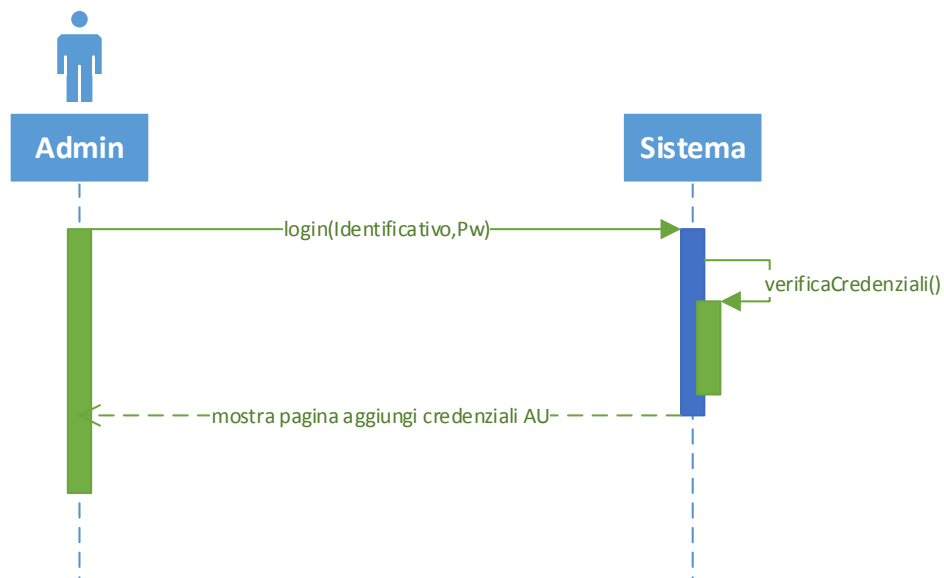 Admin
Sistema
login(Identificativo,Pw)
verificaCredenziali()
mostra pagina aggiungi credenziali AU